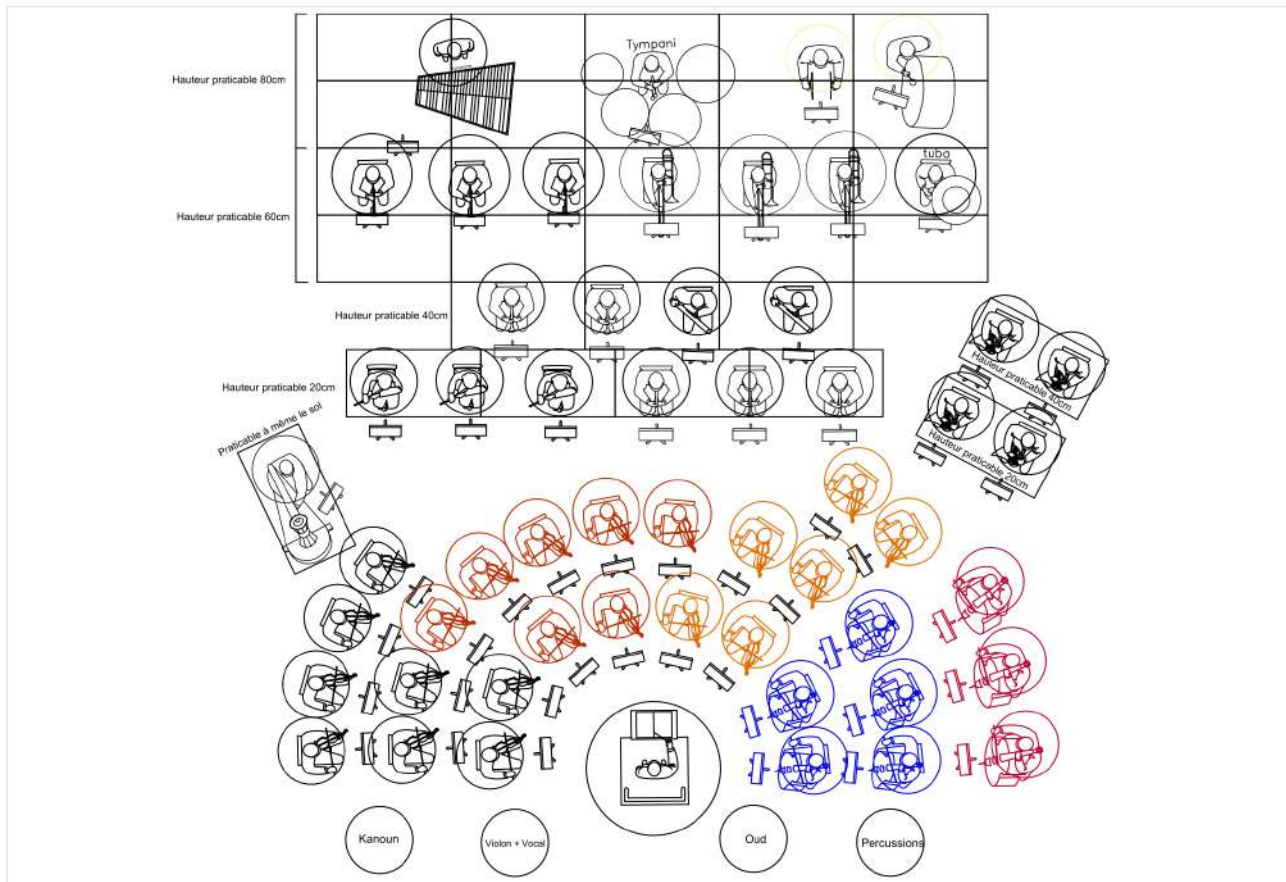 Tympani
Hauteur praticable 80cm
tuba
Hauteur praticable 60cm
Hauteur praticable 40cm
Hauteur praticable 20cm
Hauteur praticable 40cm
Hauteur praticable 20cm
Praticable à même le sol
Kanoun
Violon + Vocal
Oud
Percussions